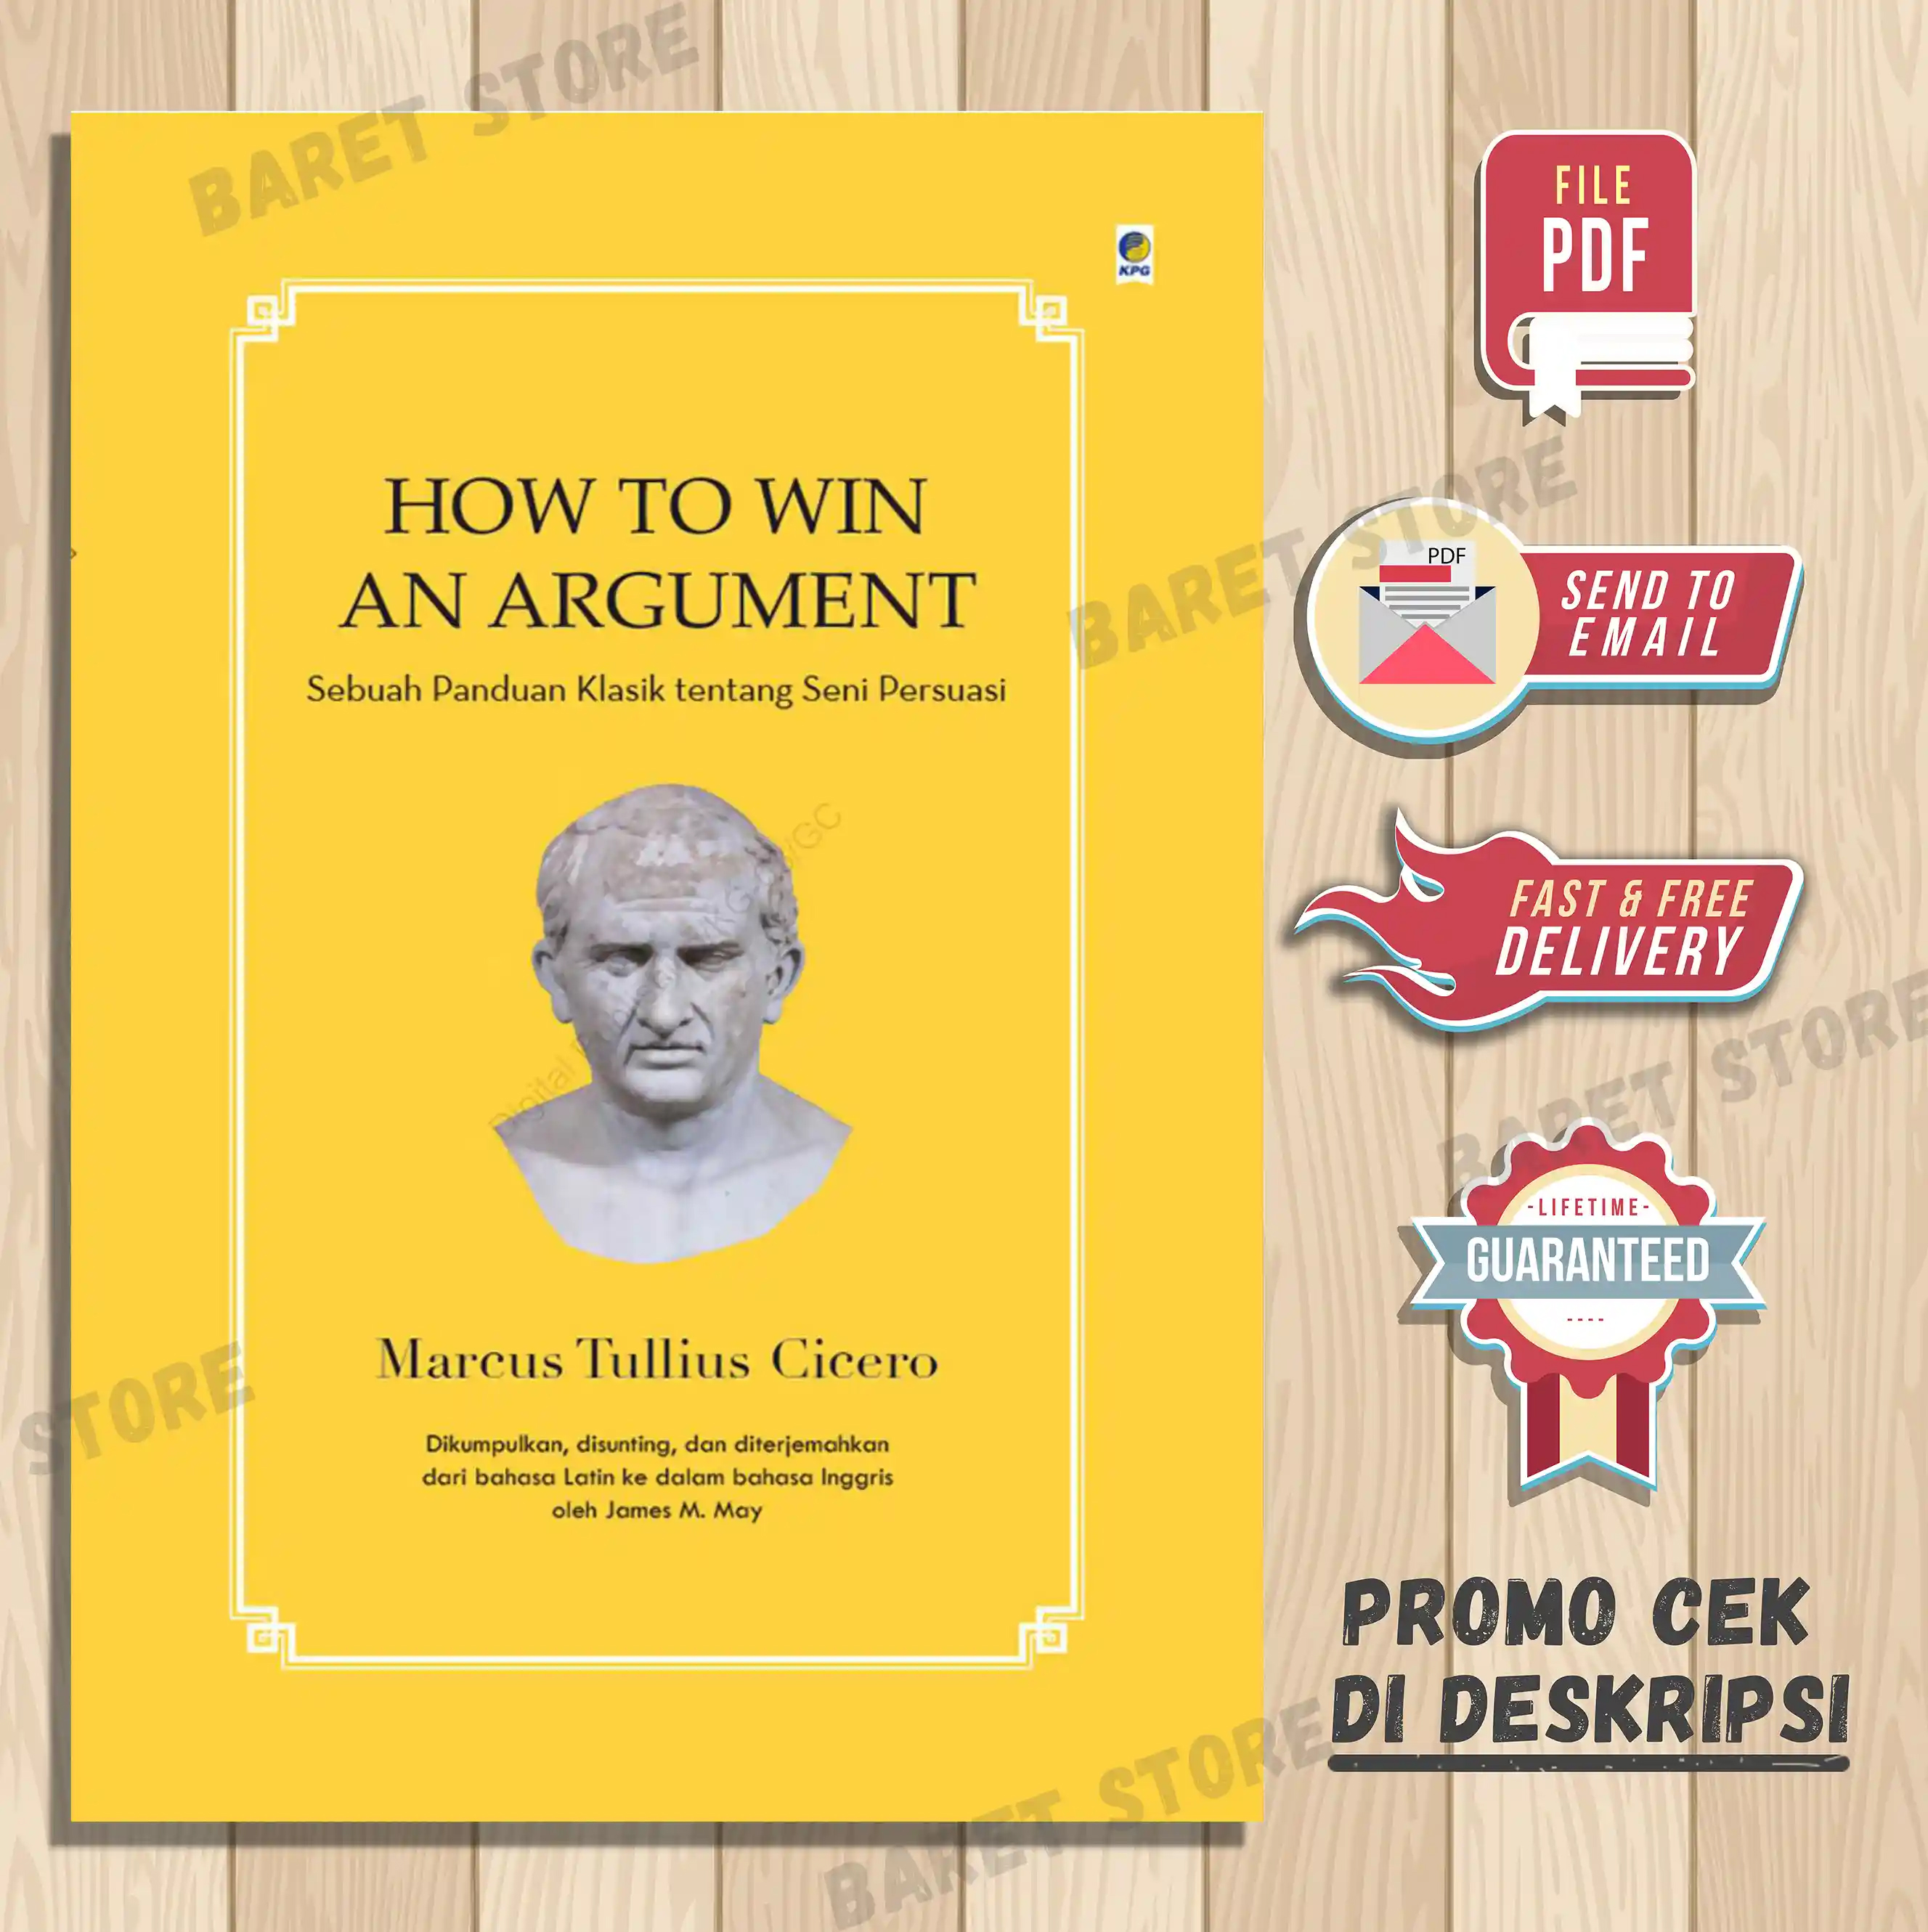 BARET STORE
KPG
HOW TO WIN
AN ARGUMENT
Sebuah Panduan Klasik tentang Seni Persuasi
Digital
/GC
Marcus Tullius Cicero
Dikumpulkan, disunting, dan diterjemahkan
dari bahasa Latin ke dalam bahasa Inggris
oleh James M. May
STORE
BARET STORE
FILE
PDF
BARET STORE
PDF
SEND TO
EMAIL
FAST & FREE
DELIVERY
BARET STORE
-LIFETIME-
GUARANTEED
----
PROMO CEK
DI DESKRIPSI